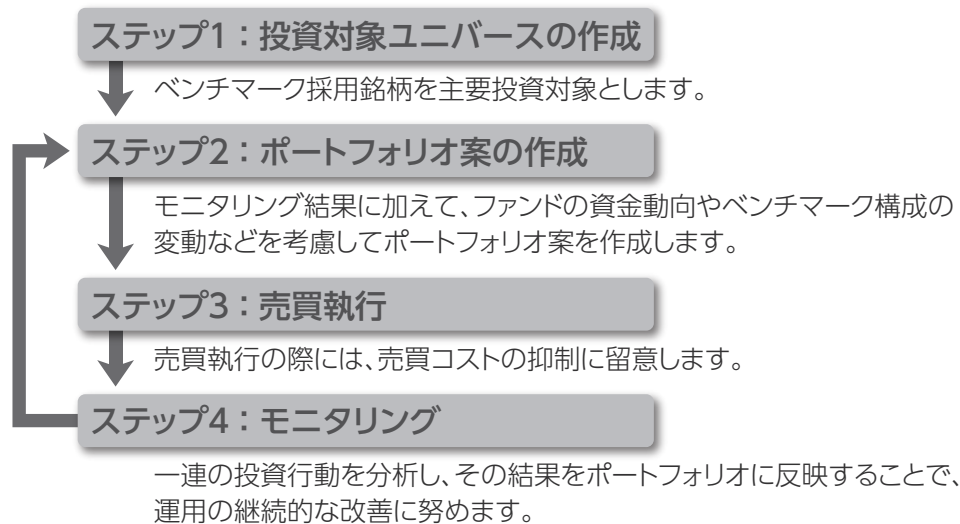 ステップ1：投資対象ユニバースの作成
ベンチマーク採用銘柄を主要投資対象とします。
ステップ2：ポートフォリオ案の作成
モニタリング結果に加えて、ファンドの資金動向やベンチマーク構成の
変動などを考慮してポートフォリオ案を作成します。
ステップ3：売買執行
売買執行の際には、売買コストの抑制に留意します。
ステップ4：モニタリング
一連の投資行動を分析し、その結果をポートフォリオに反映することで、
運用の継続的な改善に努めます。